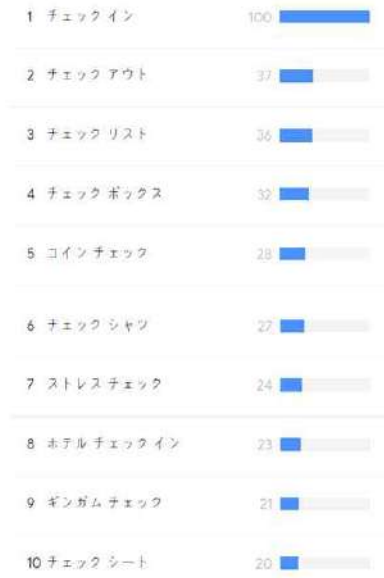 1 チェック イン 100
2 チェック アウト 37
3 チェック リスト 36
4 チェック ボックス 32
5 コイン チェック 28
6 チェック シャツ 27
7 ストレス チェック 24
8 ホテル チェック イン 23
9 ギンガム チェック 21
10 チェック シート 20